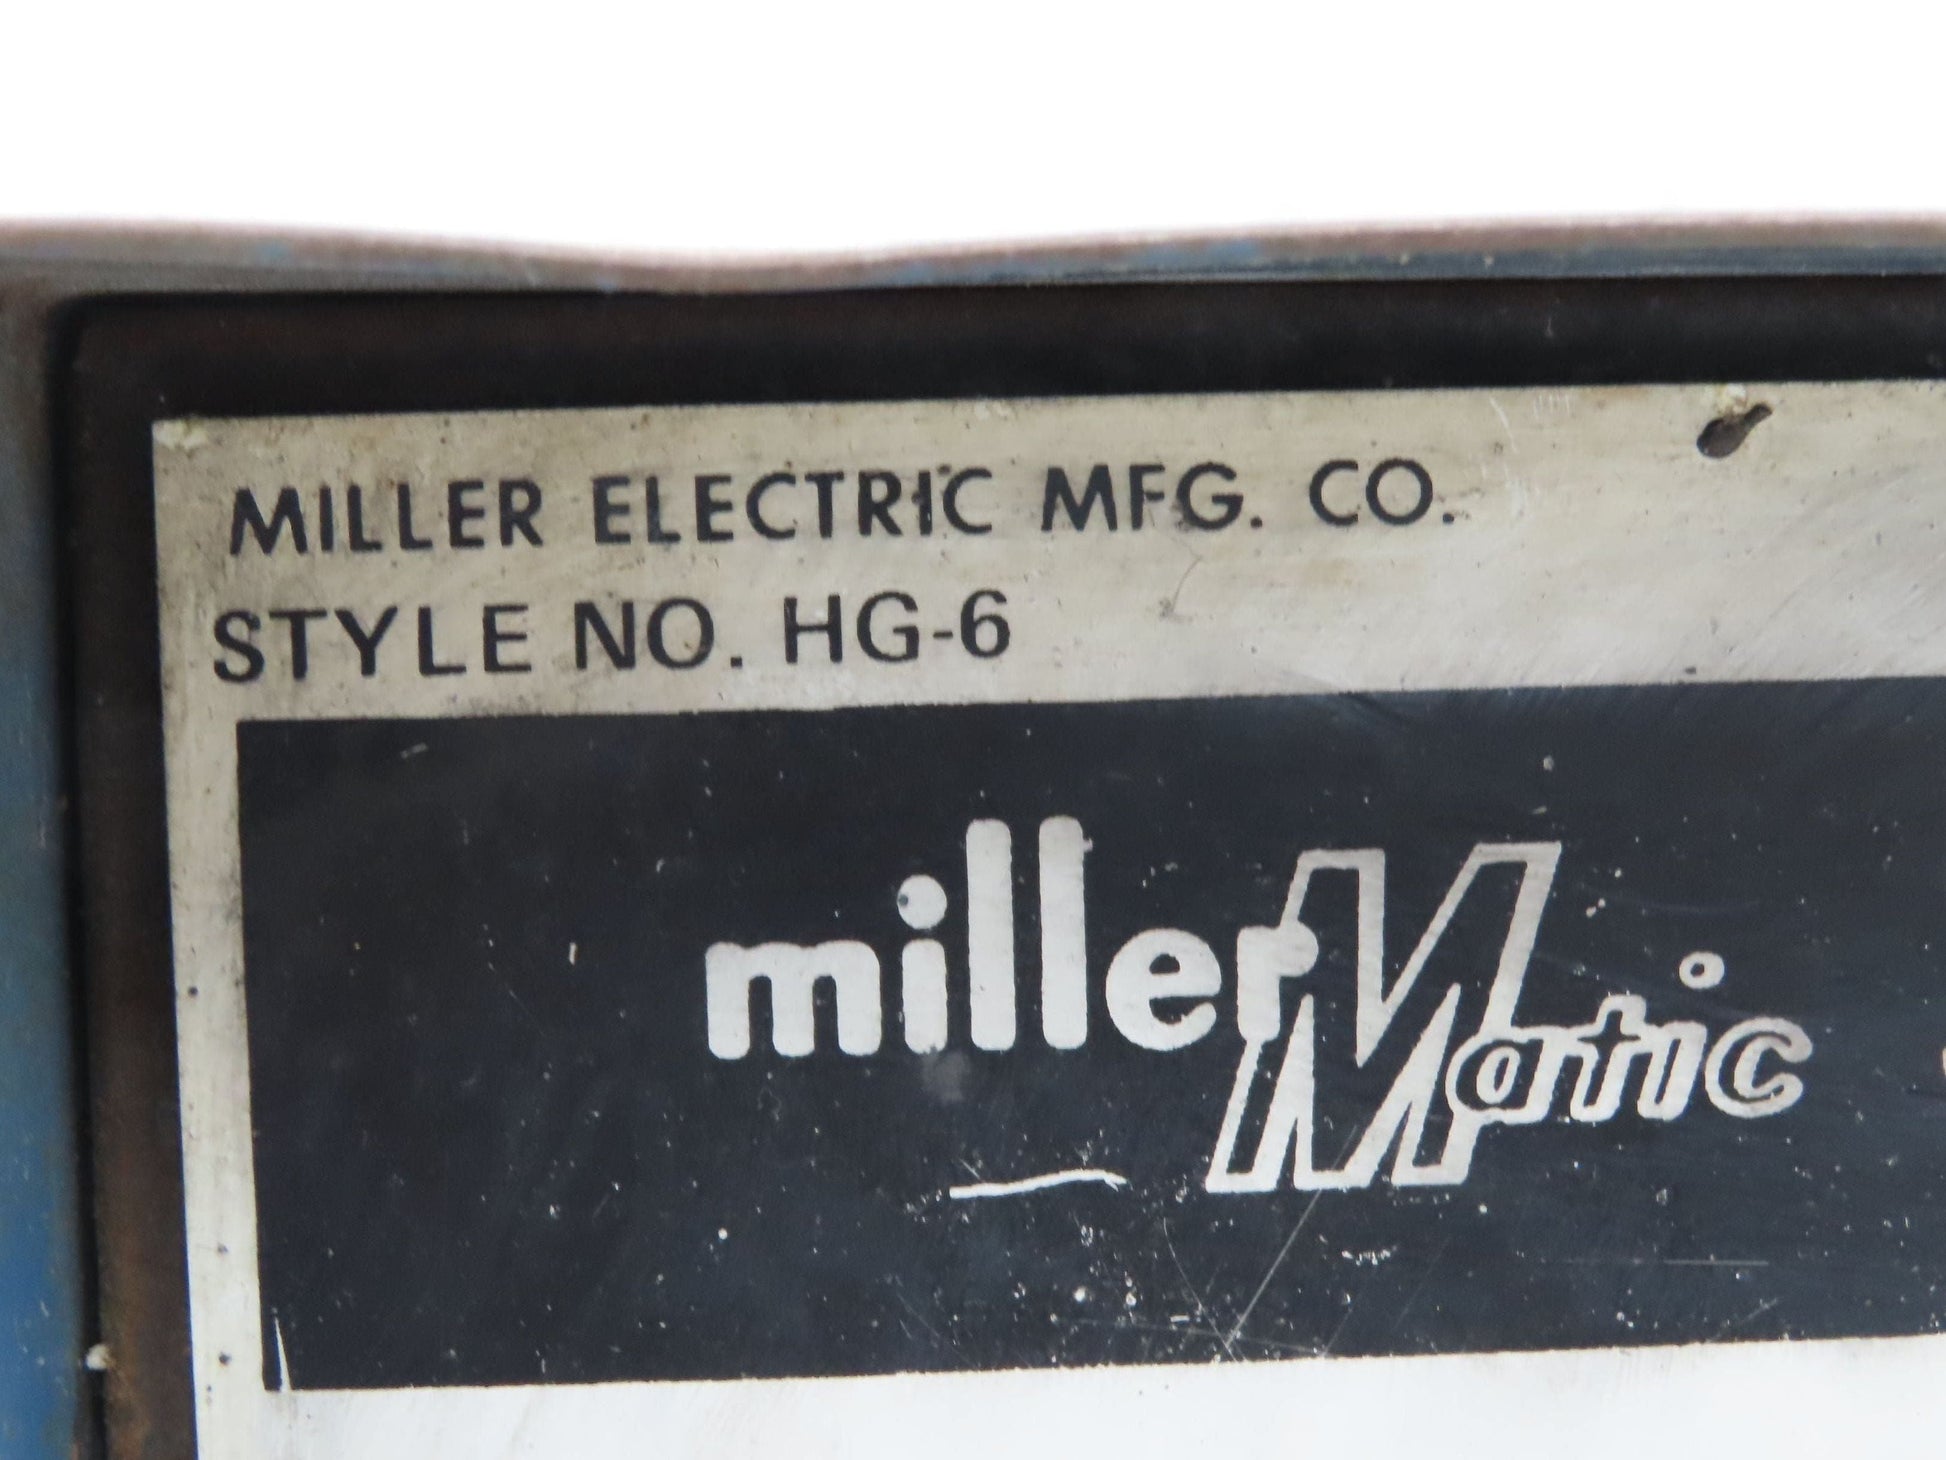 MILLER ELECTRIC MFG. CO.
STYLE NO. HG-6
millerMatic